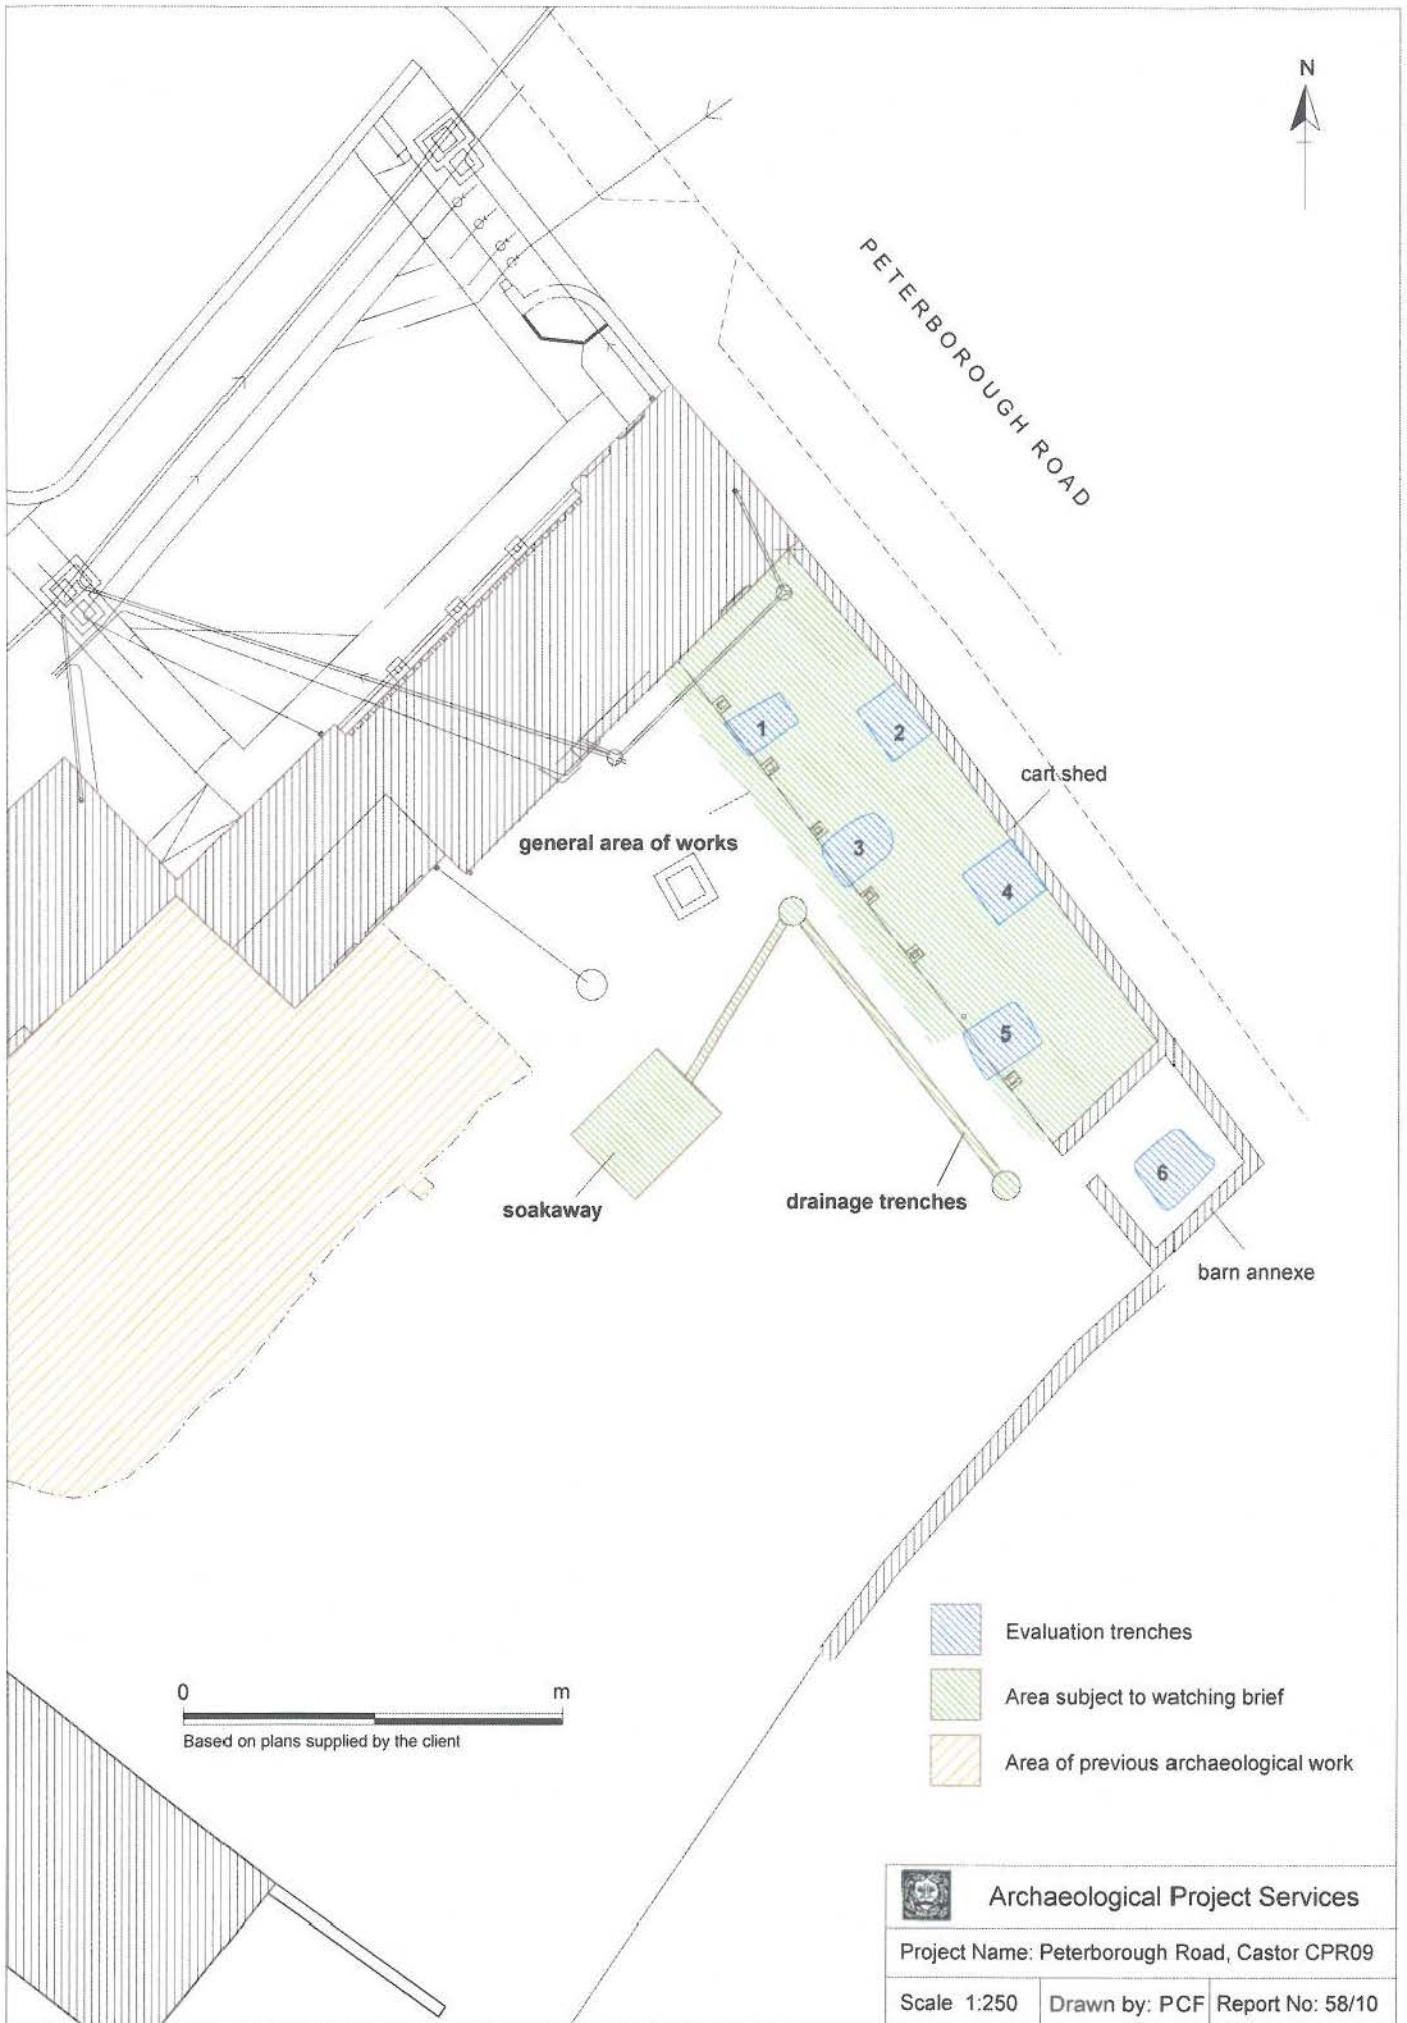 N
PETERBOROUGH ROAD
1
2
cart shed
general area of works
3
4
5
soakaway
drainage trenches
6
barn annexe
Evaluation trenches
Area subject to watching brief
Area of previous archaeological work
0 m
Based on plans supplied by the client
Archaeological Project Services
Project Name: Peterborough Road, Castor CPR09
Scale 1:250 Drawn by: PCF Report No: 58/10